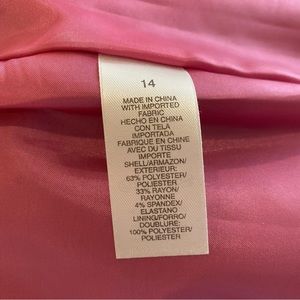 14
MADE IN CHINA
WITH IMPORTED
FABRIC
HECHO EN CHINA
CON TELA
IMPORTADA
FABRIQUE EN CHINE
AVEC DU TISSU
IMPORTE
SHELL/ARMAZON/
EXTERIEUR:
63% POLYESTER/
POLIESTER
33% RAYON/
RAYONNE
4% SPANDEX/
ELASTANO
LINING/FORRO/
DOUBLURE:
100% POLYESTER/
POLIESTER